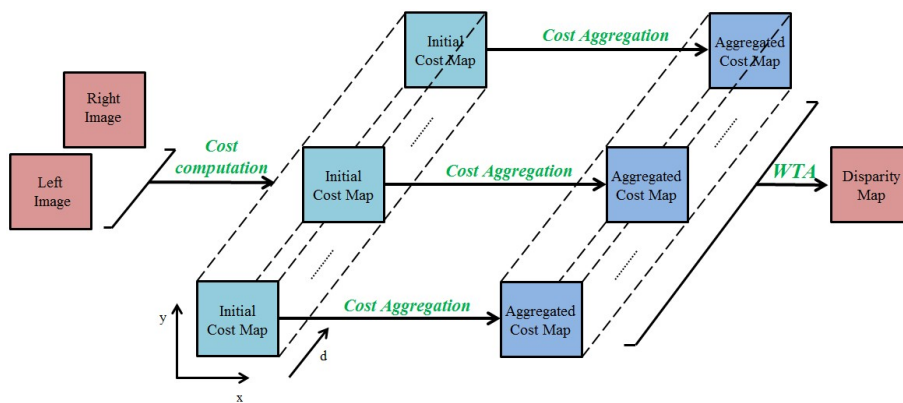 Initial
Cost Map
Cost Aggregation
Aggregated
Cost Map
Right
Image
Cost
computation
Left
Image
Initial
Cost Map
Cost Aggregation
Aggregated
Cost Map
WTA
Disparity
Map
Initial
Cost Map
Cost Aggregation
Aggregated
Cost Map
y
x
d